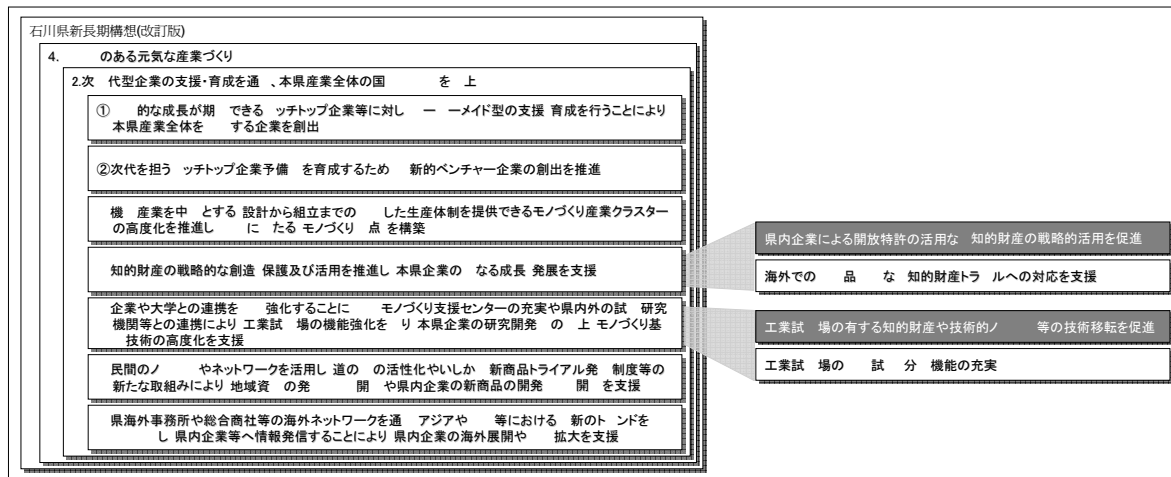 石川県新長期構想(改訂版)
4. のある元気な産業づくり
2.次 代型企業の支援・育成を通 、本県産業全体の国 を 上
① 的な成長が期 できる ッチトップ企業等に対し ー ーメイド型の支援 育成を行うことにより
本県産業全体を する企業を創出
②次代を担う ッチトップ企業予備 を育成するため 新的ベンチャー企業の創出を推進
機 産業を中 とする 設計から組立までの した生産体制を提供できるモノづくり産業クラスター
の高度化を推進し に たる モノづくり 点 を構築
県内企業による開放特許の活用な 知的財産の戦略的活用を促進
知的財産の戦略的な創造 保護及び活用を推進し 本県企業の なる成長 発展を支援
海外での 品 な 知的財産トラ ルへの対応を支援
企業や大学との連携を 強化することに モノづくり支援センターの充実や県内外の試 研究
機関等との連携により 工業試 場の機能強化を り 本県企業の研究開発 の 上 モノづくり基
技術の高度化を支援
工業試 場の有する知的財産や技術的ノ 等の技術移転を促進
工業試 場の 試 分 機能の充実
民間のノ やネットワークを活用し 道の の活性化やいしか 新商品トライアル発 制度等の
新たな取組みにより 地域資 の発 開 や県内企業の新商品の開発 開 を支援
県海外事務所や総合商社等の海外ネットワークを通 アジアや 等における 新のト ンドを
し 県内企業等へ情報発信することにより 県内企業の海外展開や 拡大を支援